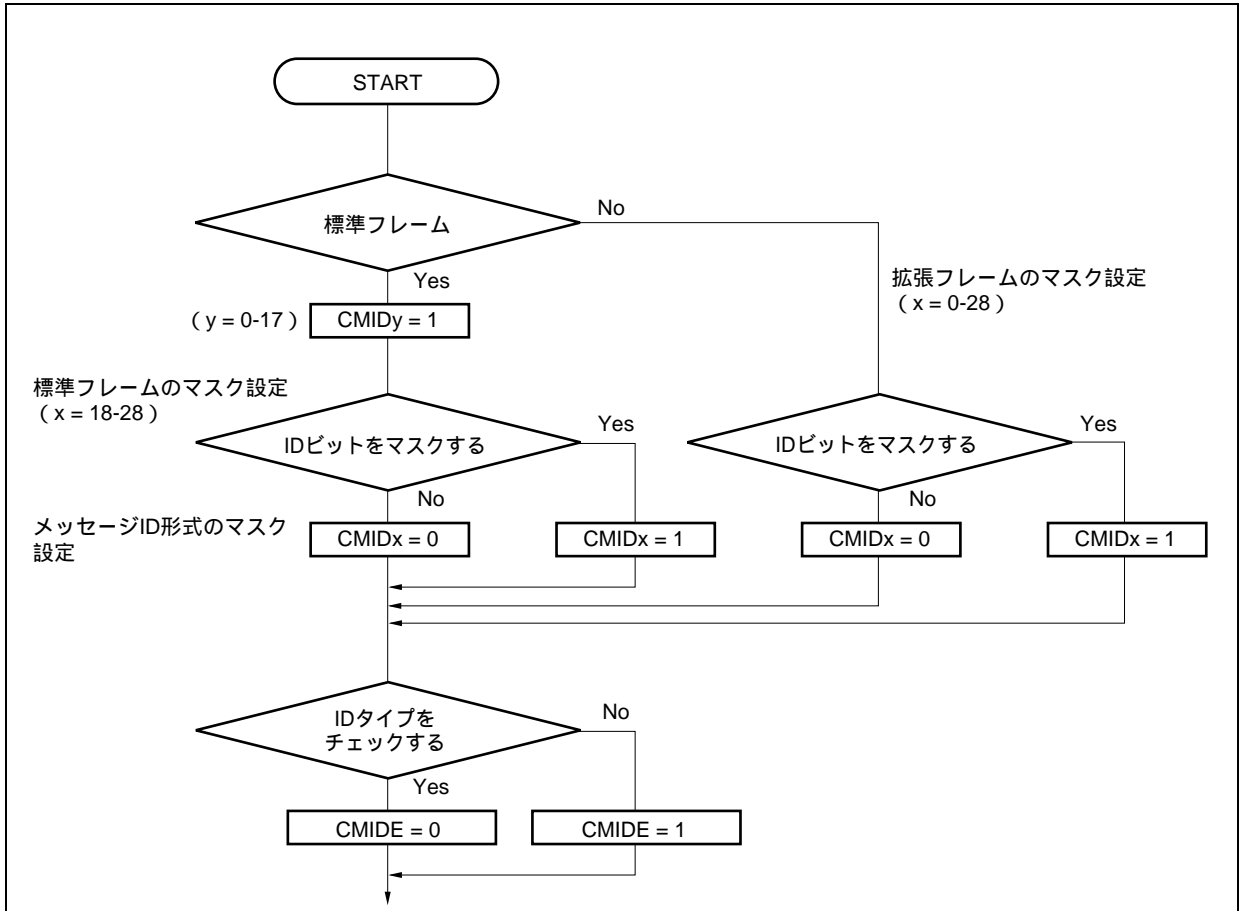 START
標準フレーム
No
Yes
拡張フレームのマスク設定
（x = 0-28）
（y = 0-17）
CMIDy = 1
標準フレームのマスク設定
（x = 18-28）
IDビットをマスクする
Yes
IDビットをマスクする
Yes
No
No
メッセージID形式のマスク
設定
CMIDx = 0
CMIDx = 1
CMIDx = 0
CMIDx = 1
IDタイプを
チェックする
No
Yes
CMIDE = 0
CMIDE = 1